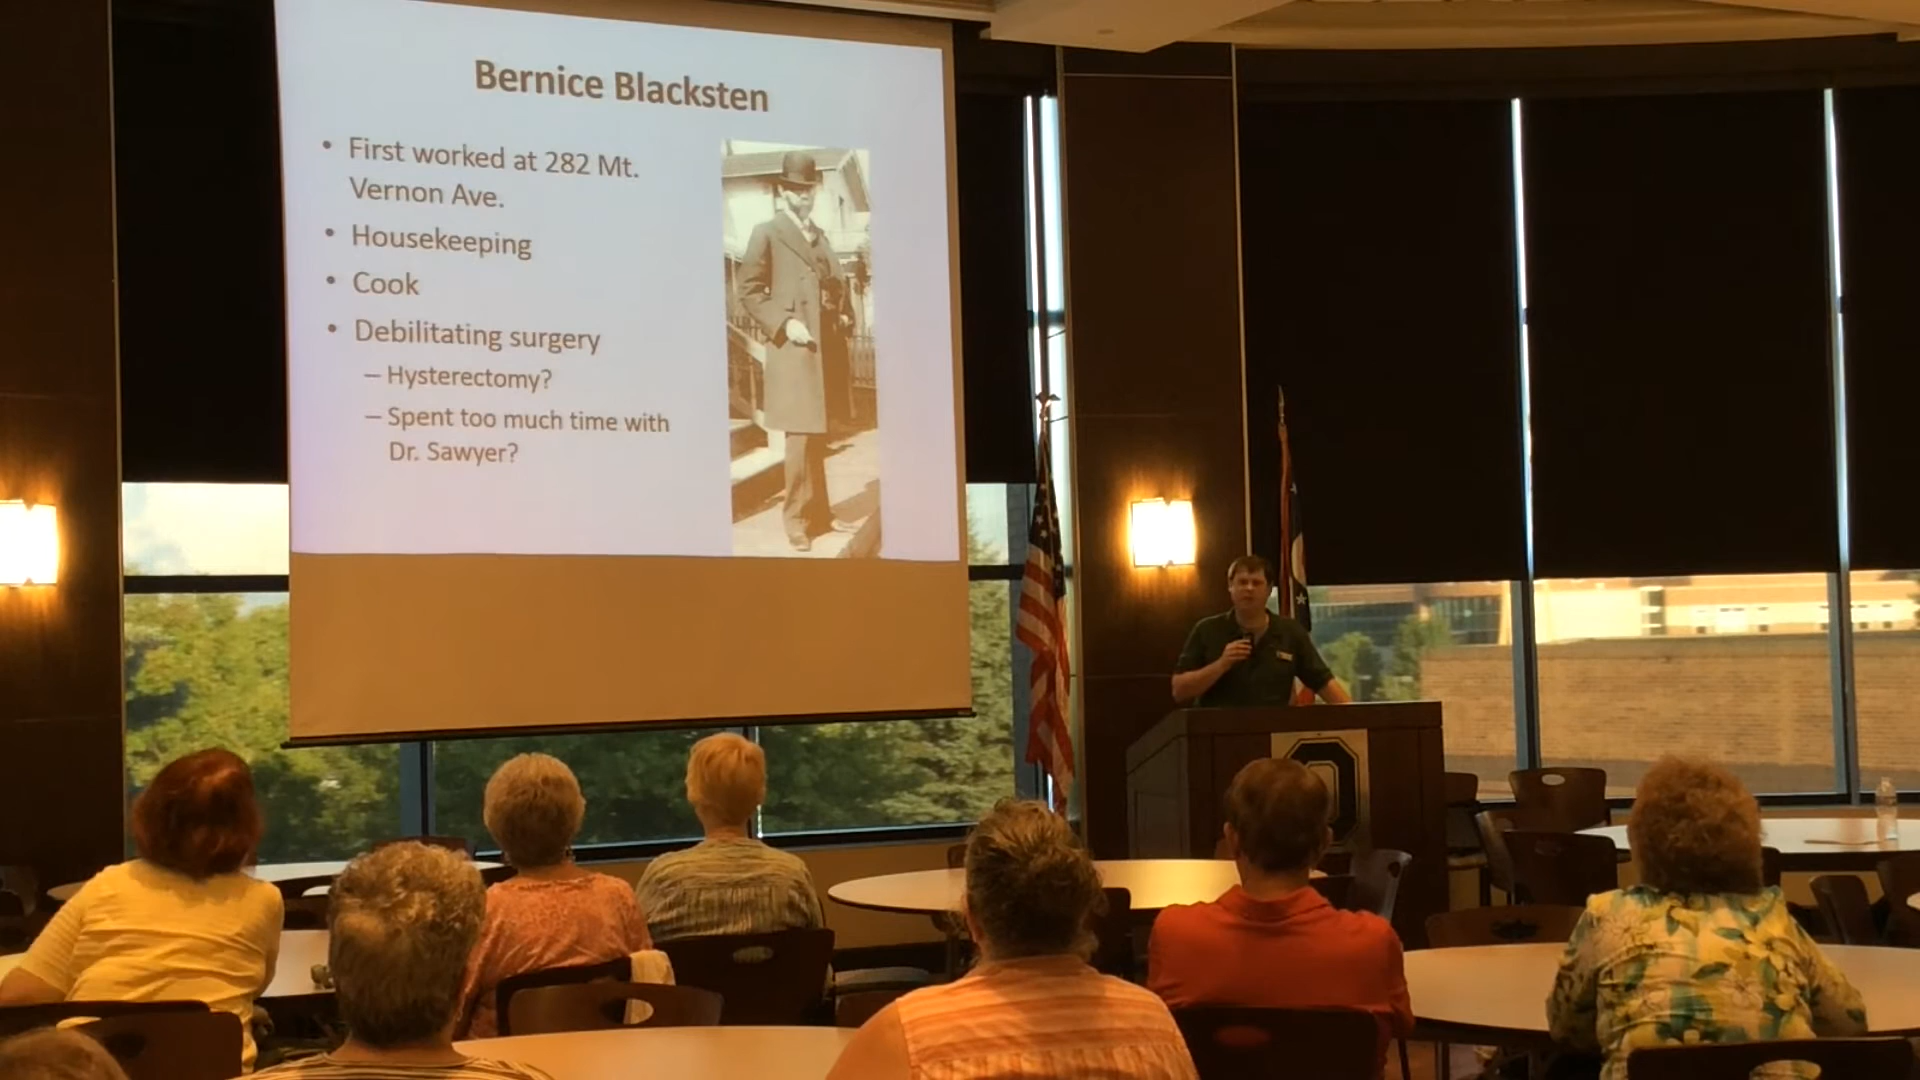 Bernice Blacksten
• First worked at 282 Mt.
Vernon Ave.
• Housekeeping
• Cook
• Debilitating surgery
– Hysterectomy?
– Spent too much time with
Dr. Sawyer?
O